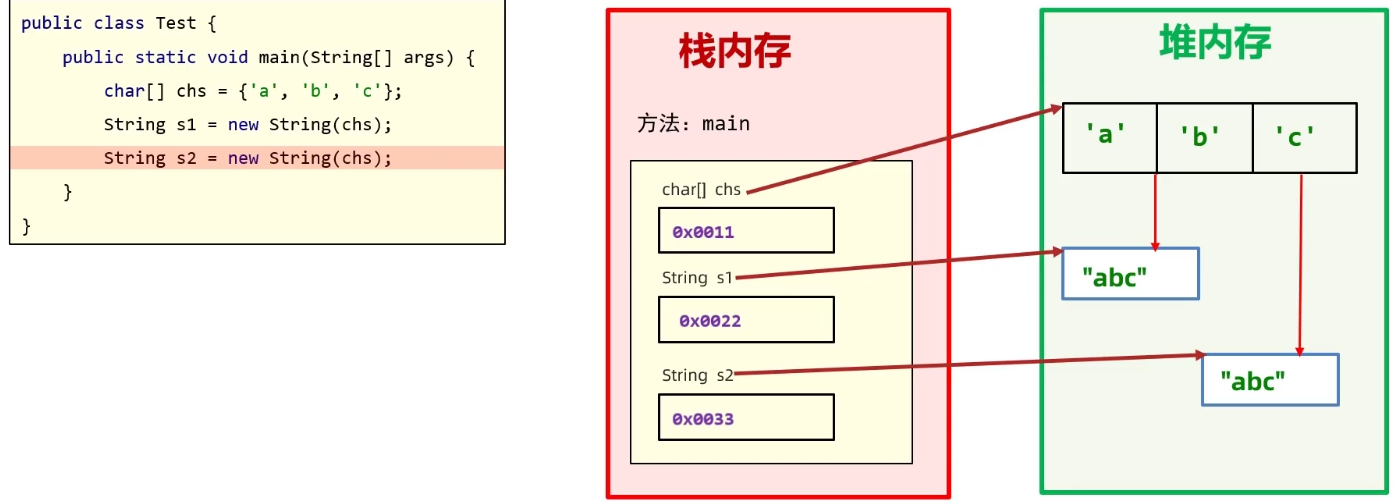 public class Test {
public static void main(String[] args) {
char[] chs = {'a', 'b', 'c'};
String s1 = new String(chs);
String s2 = new String(chs);
}
}
栈内存
方法：main
char[] chs
0x0011
String s1
0x0022
String s2
0x0033
堆内存
'a' 'b' 'c'
"abc"
"abc"